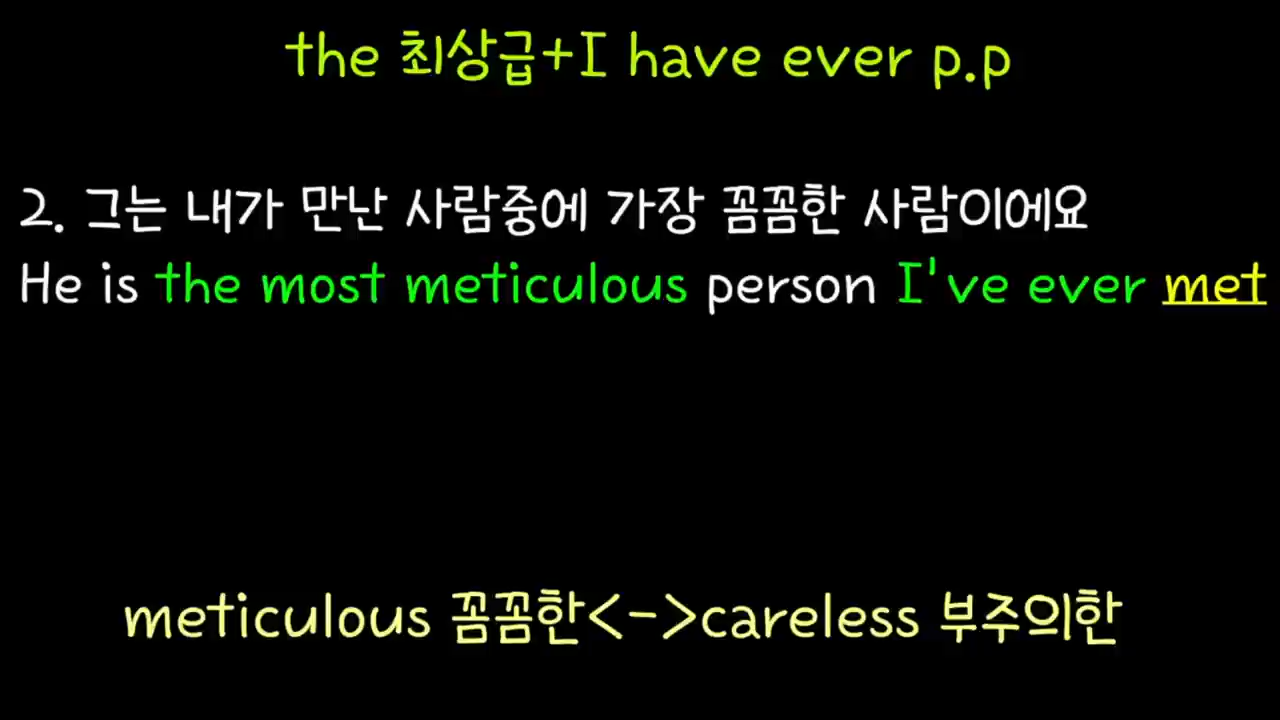 the 최상급+I have ever p.p
2. 그는 내가 만난 사람중에 가장 꼼꼼한 사람이에요
He is the most meticulous person I've ever met
meticulous 꼼꼼한<->careless 부주의한